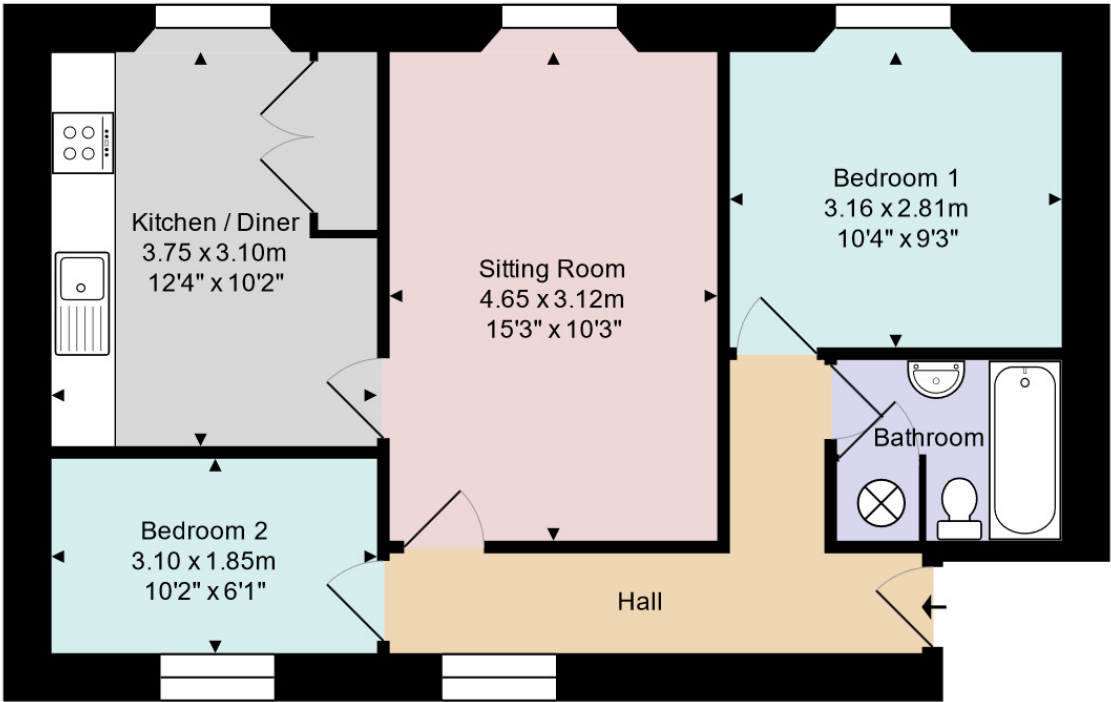 Kitchen / Diner
3.75 x 3.10m
12'4" x 10'2"
Sitting Room
4.65 x 3.12m
15'3" x 10'3"
Bedroom 1
3.16 x 2.81m
10'4" x 9'3"
Bathroom
Bedroom 2
3.10 x 1.85m
10'2" x 6'1"
Hall